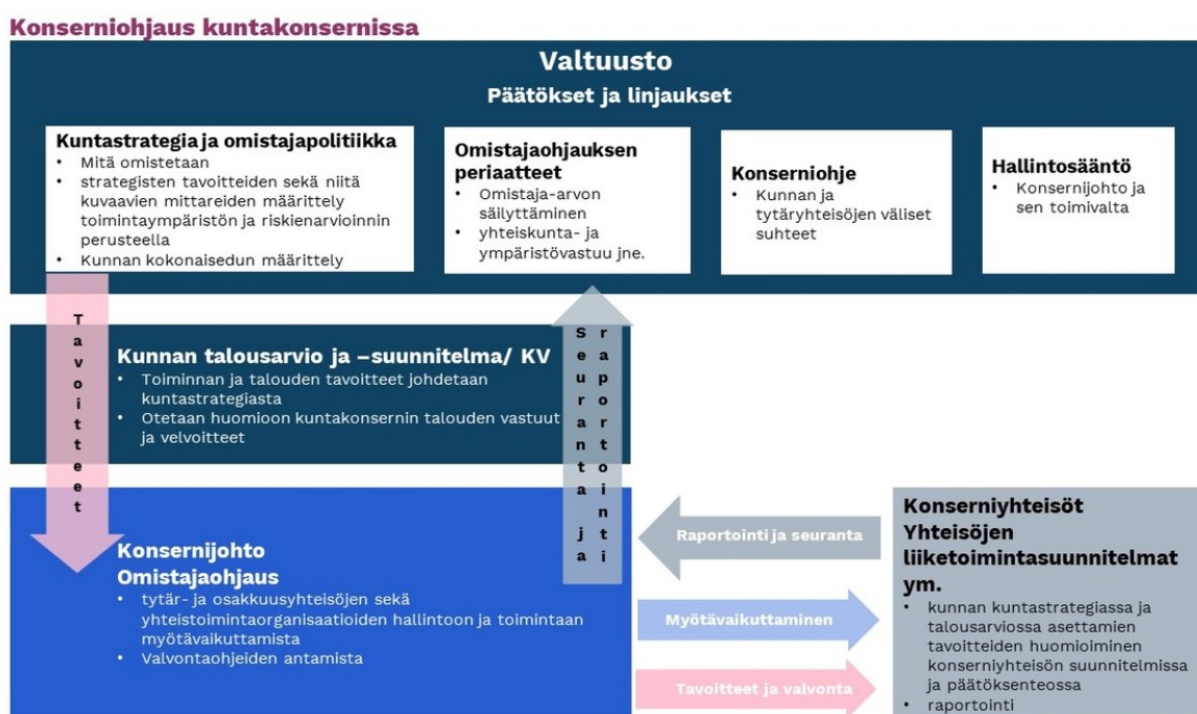 Konserniohjaus kuntakonsernissa
Valtuusto
Päätökset ja linjaukset
Kuntastrategia ja omistajapolitiikka
• Mitä omistetaan
• strategisten tavoitteiden sekä niitä
kuvaavien mittareiden määrittely
toimintaympäristön ja riskienarvioinnin
perusteella
• Kunnan kokonaisedun määrittely
Omistajaohjauksen
periaatteet
• Omistaja-arvon
säilyttäminen
• yhteiskunta- ja
ympäristövastuu jne.
Konserniohje
• Kunnan ja
tytäryhteisöjen väliset
suhteet
Hallintosääntö
• Konsernijohto ja
sen toimivalta
Tavoitteet
Kunnan talousarvio ja –suunnitelma/ KV
• Toiminnan ja talouden tavoitteet johdetaan
kuntastrategiasta
• Otetaan huomioon kuntakonsernin talouden vastuut
ja velvoitteet
Seuranta ja
raportointi
Konsernijohto
Omistajaohjaus
• tytär- ja osakkuusyhteisöjen sekä
yhteistoimintaorganisaatioiden hallintoon ja toimintaan
myötävaikuttamista
• Valvontaohjeiden antamista
Raportointi ja seuranta
Myötävaikuttaminen
Tavoitteet ja valvonta
Konserniyhteisöt
Yhteisöjen
liiketoimintasuunnitelmat
ym.
• kunnan kuntastrategiassa ja
talousarviossa asettamien
tavoitteiden huomioiminen
konserniyhteisön suunnitelmissa
ja päätöksenteossa
• raportointi